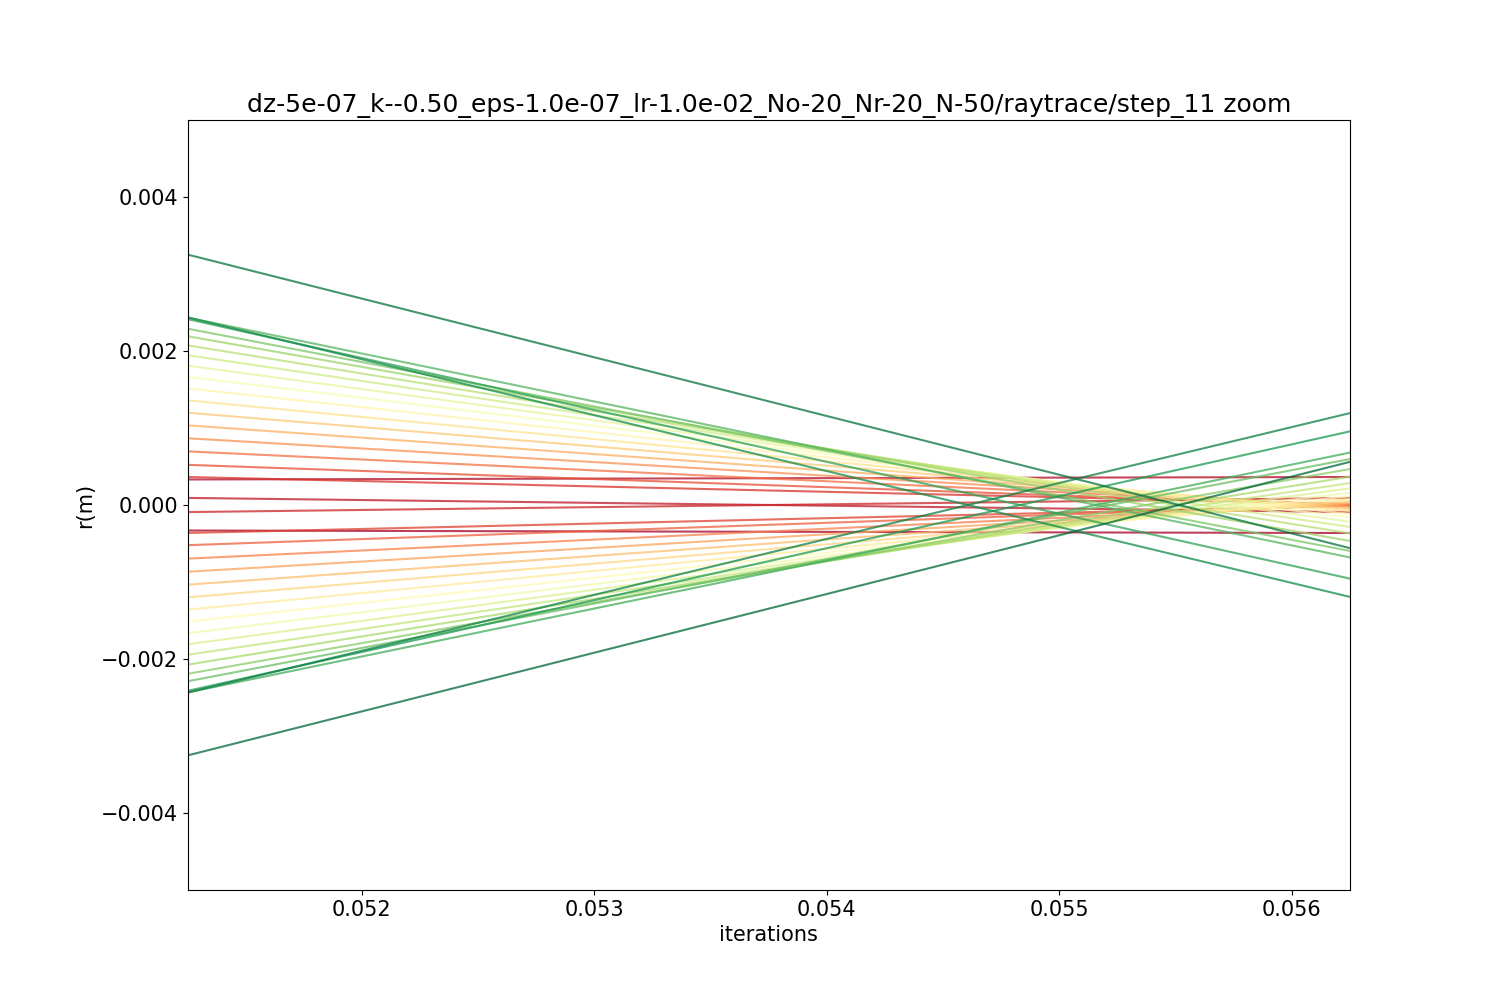 dz-5e-07_k--0.50_eps-1.0e-07_lr-1.0e-02_No-20_Nr-20_N-50/raytrace/step_11 zoom
0.004
0.002
0.000
−0.002
−0.004
r(m)
0.052 0.053 0.054 0.055 0.056
iterations